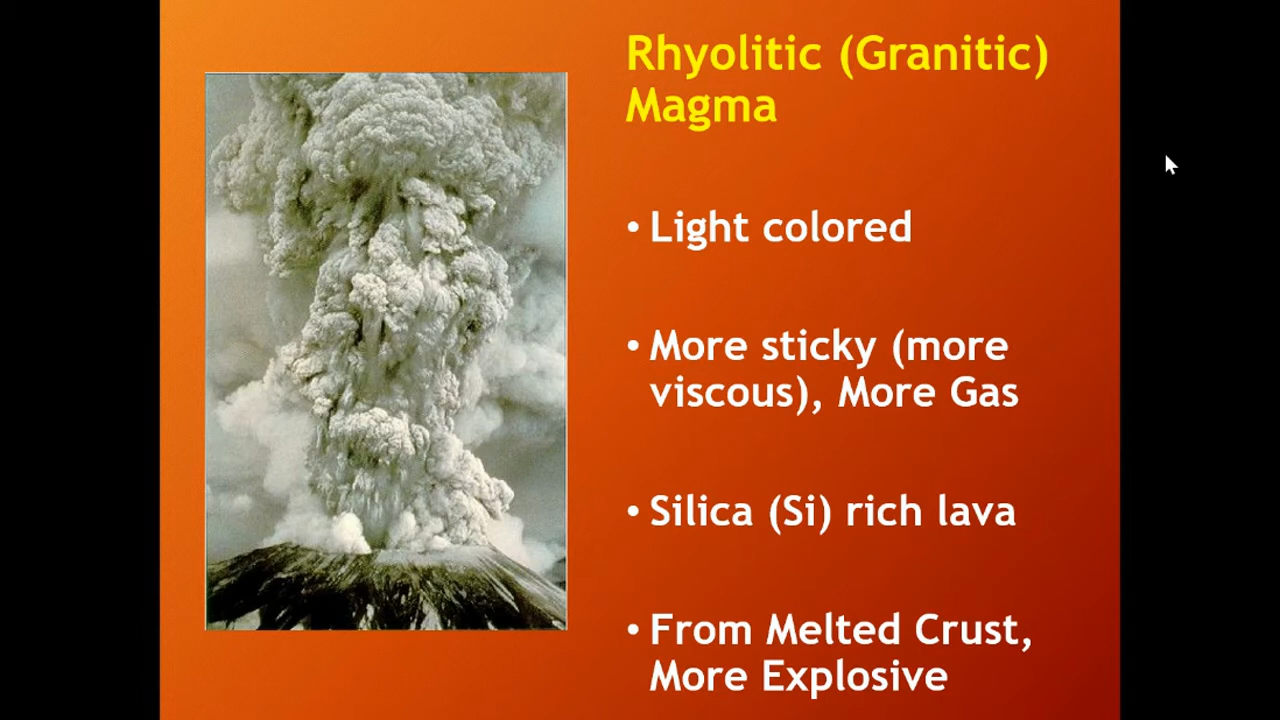 Rhyolitic (Granitic)
Magma
• Light colored
• More sticky (more
viscous), More Gas
• Silica (Si) rich lava
• From Melted Crust,
More Explosive